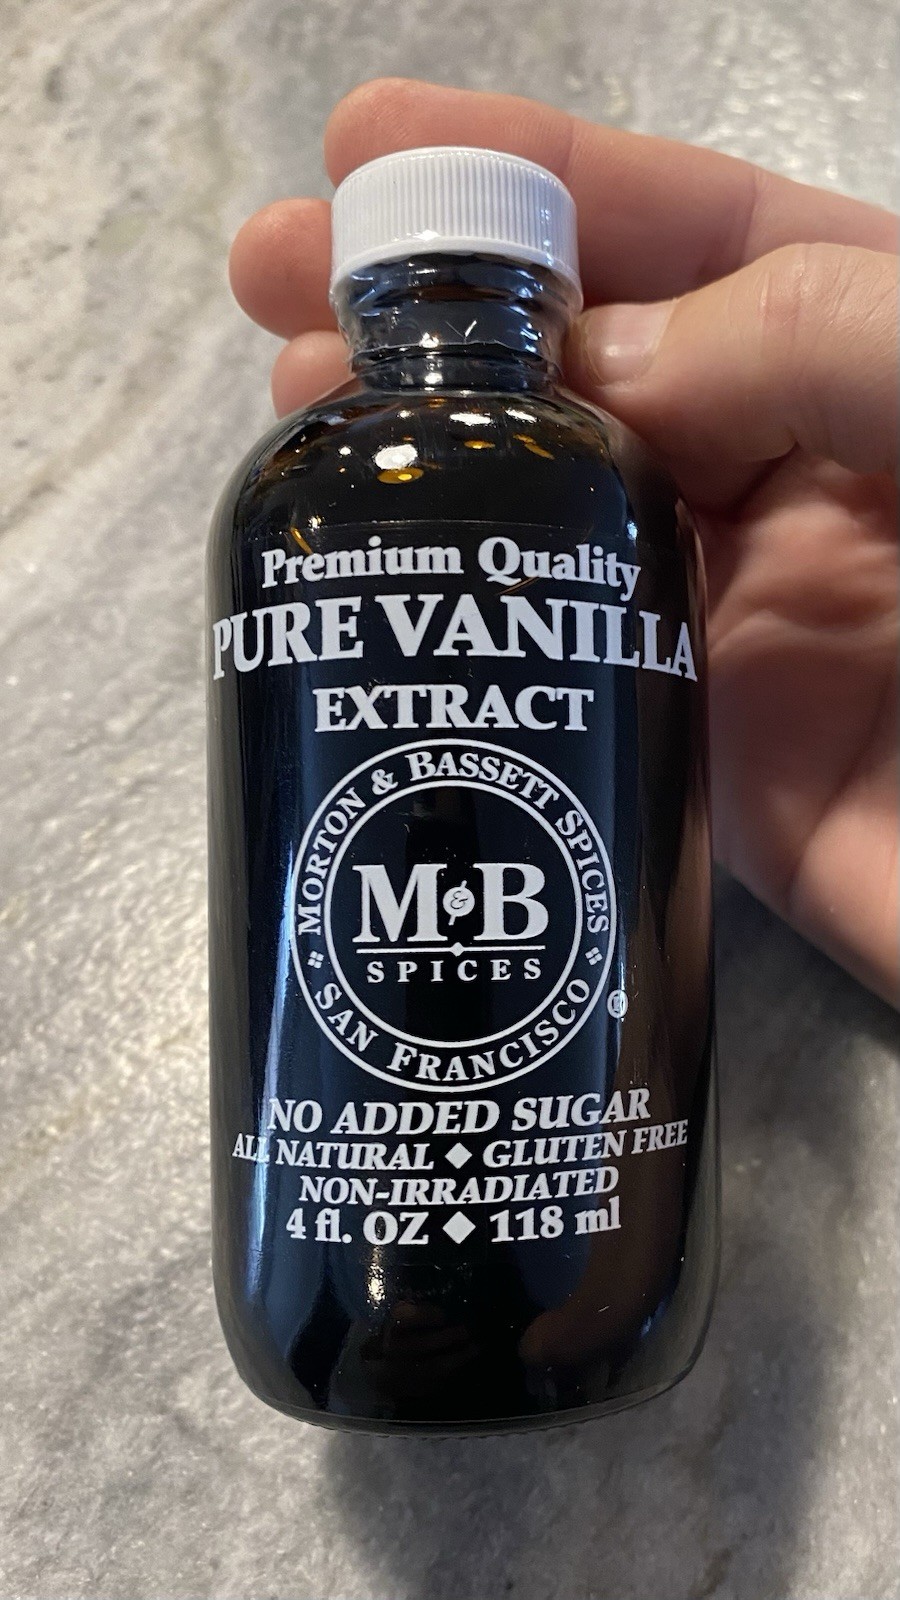 Premium Quality
PURE VANILLA
EXTRACT
MORTON & BASSETT SPICES
M&B
SPICES
SAN FRANCISCO
®
NO ADDED SUGAR
ALL NATURAL ◆ GLUTEN FREE
NON-IRRADIATED
4 fl. OZ ◆ 118 ml